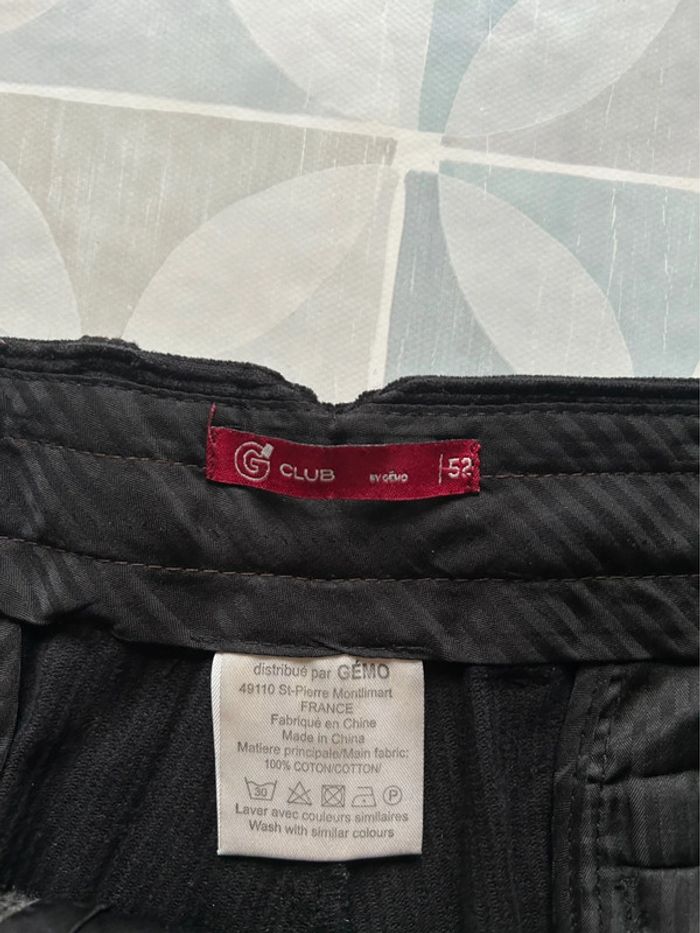 G CLUB BY GÉMO 52
distribué par GÉMO
49110 St-Pierre Montlimart
FRANCE
Fabriqué en Chine
Made in China
Matiere principale/Main fabric:
100% COTON/COTTON/
30 P
Laver avec couleurs similaires
Wash with similar colours